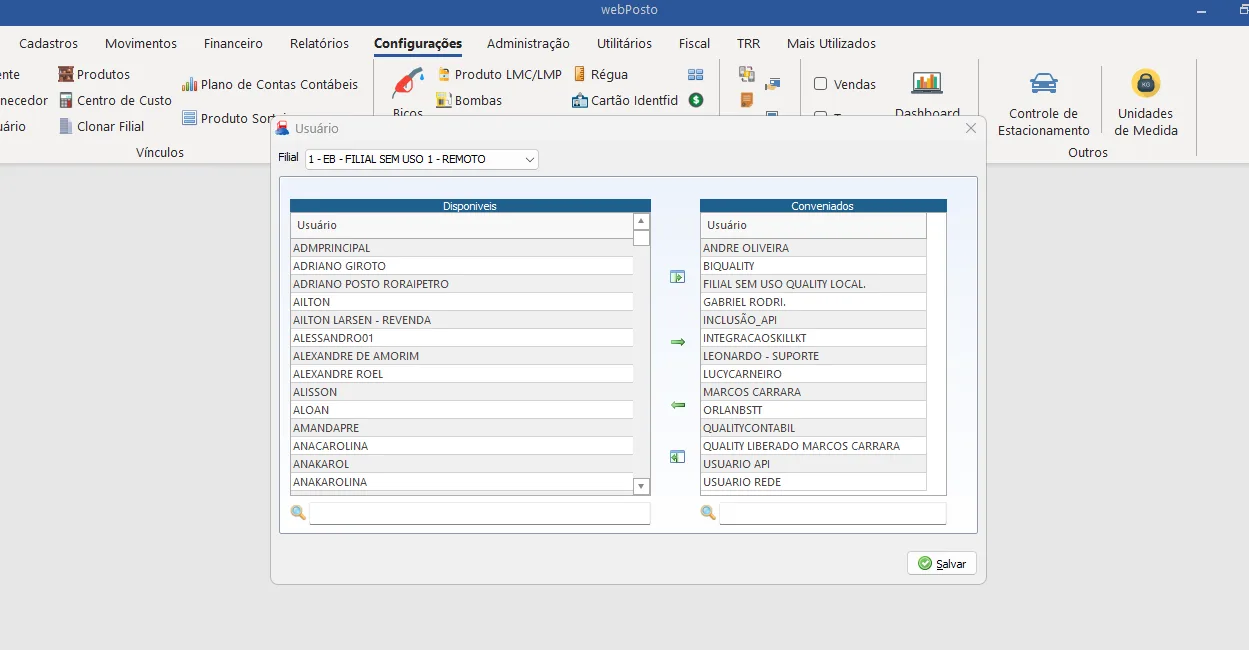 webPosto
Cadastros Movimentos Financeiro Relatórios Configurações Administração Utilitários Fiscal TRR Mais Utilizados
Produtos
Centro de Custo
Clonar Filial
Plano de Contas Contábeis
Produto
Vínculos
Bicos
Produto LMC/LMP
Bombas
Régua
Cartão Identfid
Vendas
Dashboard
Controle de
Estacionamento
Unidades
de Medida
Outros
Usuário
Filial 1 - EB - FILIAL SEM USO 1 - REMOTO
Disponiveis
Usuário
ADMPRINCIPAL
ADRIANO GIROTO
ADRIANO POSTO RORAIPETRO
AILTON
AILTON LARSEN - REVENDA
ALESSANDRO01
ALEXANDRE DE AMORIM
ALEXANDRE ROEL
ALISSON
ALOAN
AMANDAPRE
ANACAROLINA
ANAKAROL
ANAKAROLINA
Conveniados
Usuário
ANDRE OLIVEIRA
BIQUALITY
FILIAL SEM USO QUALITY LOCAL.
GABRIEL RODRI.
INCLUSÃO_API
INTEGRACAOSKILLKT
LEONARDO - SUPORTE
LUCYCARNEIRO
MARCOS CARRARA
ORLANBSTT
QUALITYCONTABIL
QUALITY LIBERADO MARCOS CARRARA
USUARIO API
USUARIO REDE
Salvar